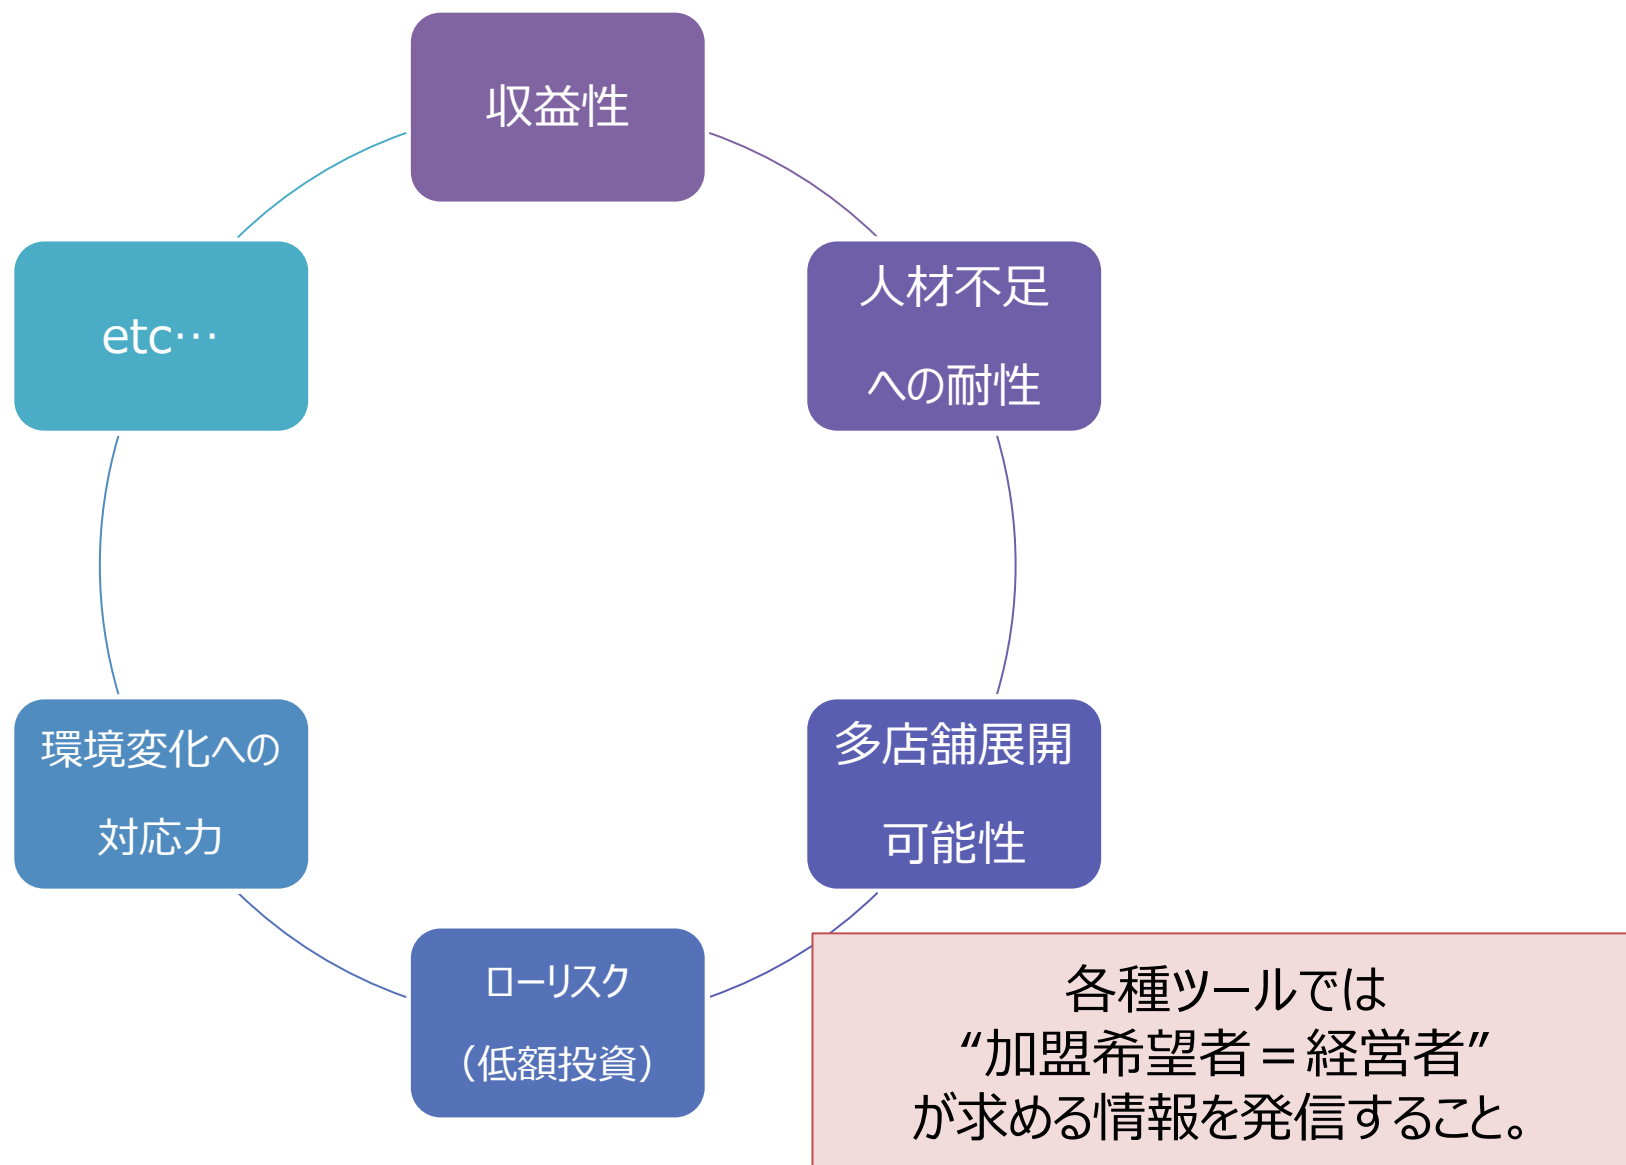 収益性
人材不足
への耐性
多店舗展開
可能性
ローリスク
（低額投資）
環境変化への
対応力
etc…
各種ツールでは
“加盟希望者＝経営者”
が求める情報を発信すること。